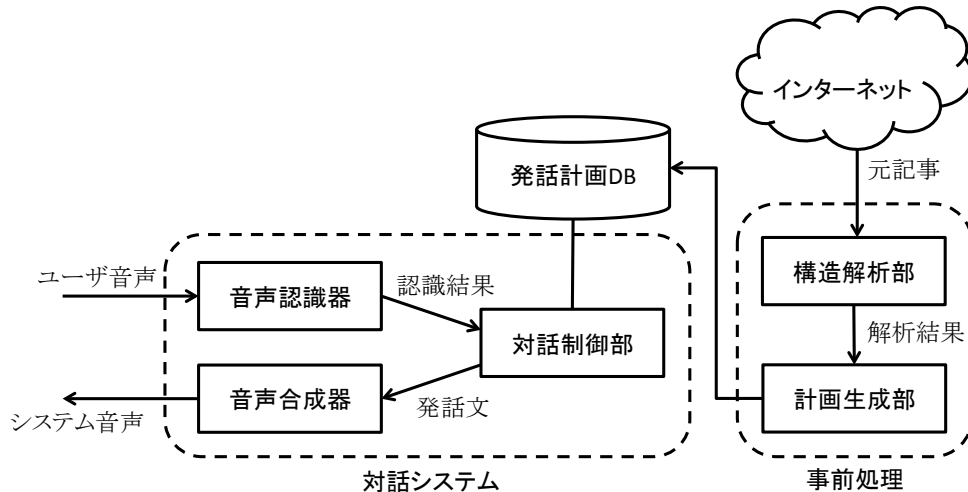 インターネット
発話計画DB
元記事
ユーザ音声
音声認識器
認識結果
対話制御部
構造解析部
解析結果
システム音声
音声合成器
発話文
計画生成部
対話システム
事前処理